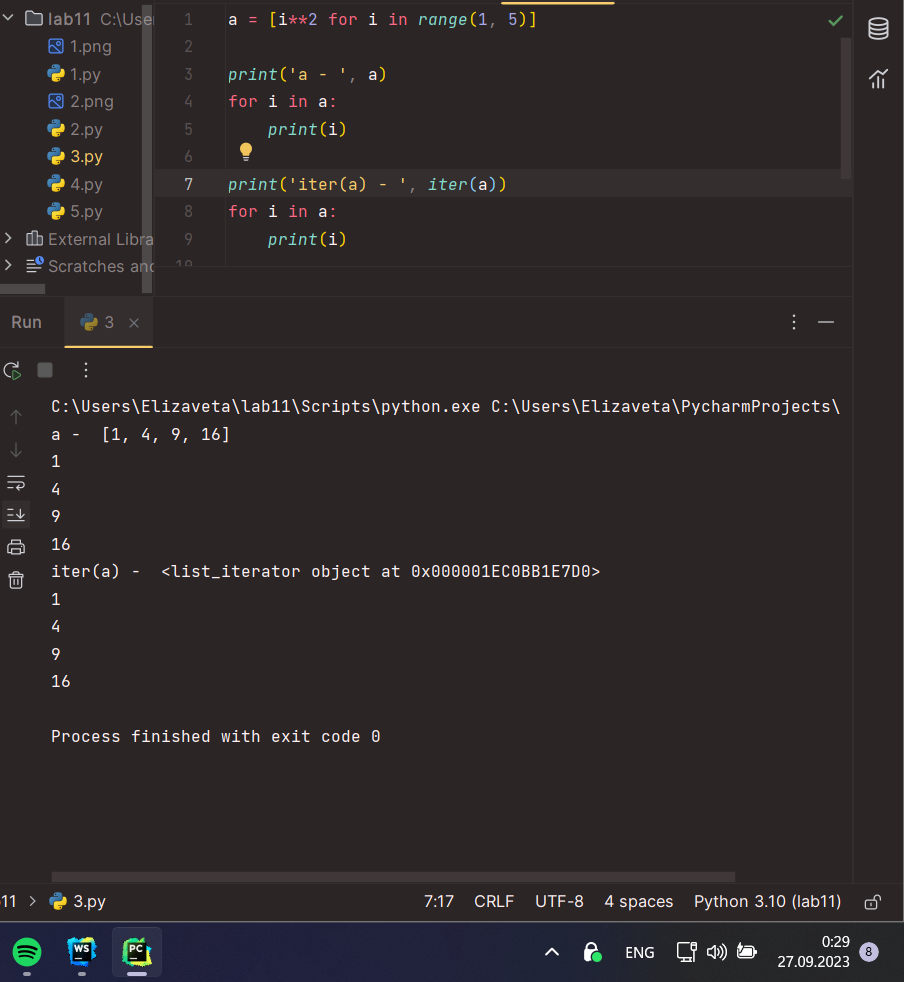 lab11 C:\Use
1.png
1.py
2.png
2.py
3.py
4.py
5.py
External Libra
Scratches and
1 a = [i**2 for i in range(1, 5)]
2
3 print('a - ', a)
4 for i in a:
5 print(i)
6
7 print('iter(a) - ', iter(a))
8 for i in a:
9 print(i)
10
Run 3
C:\Users\Elizaveta\lab11\Scripts\python.exe C:\Users\Elizaveta\PycharmProjects\
a -  [1, 4, 9, 16]
1
4
9
16
iter(a) -  <list_iterator object at 0x000001EC0BB1E7D0>
1
4
9
16
Process finished with exit code 0
11 > 3.py 7:17 CRLF UTF-8 4 spaces Python 3.10 (lab11)
WS PC ENG 0:29 8
27.09.2023